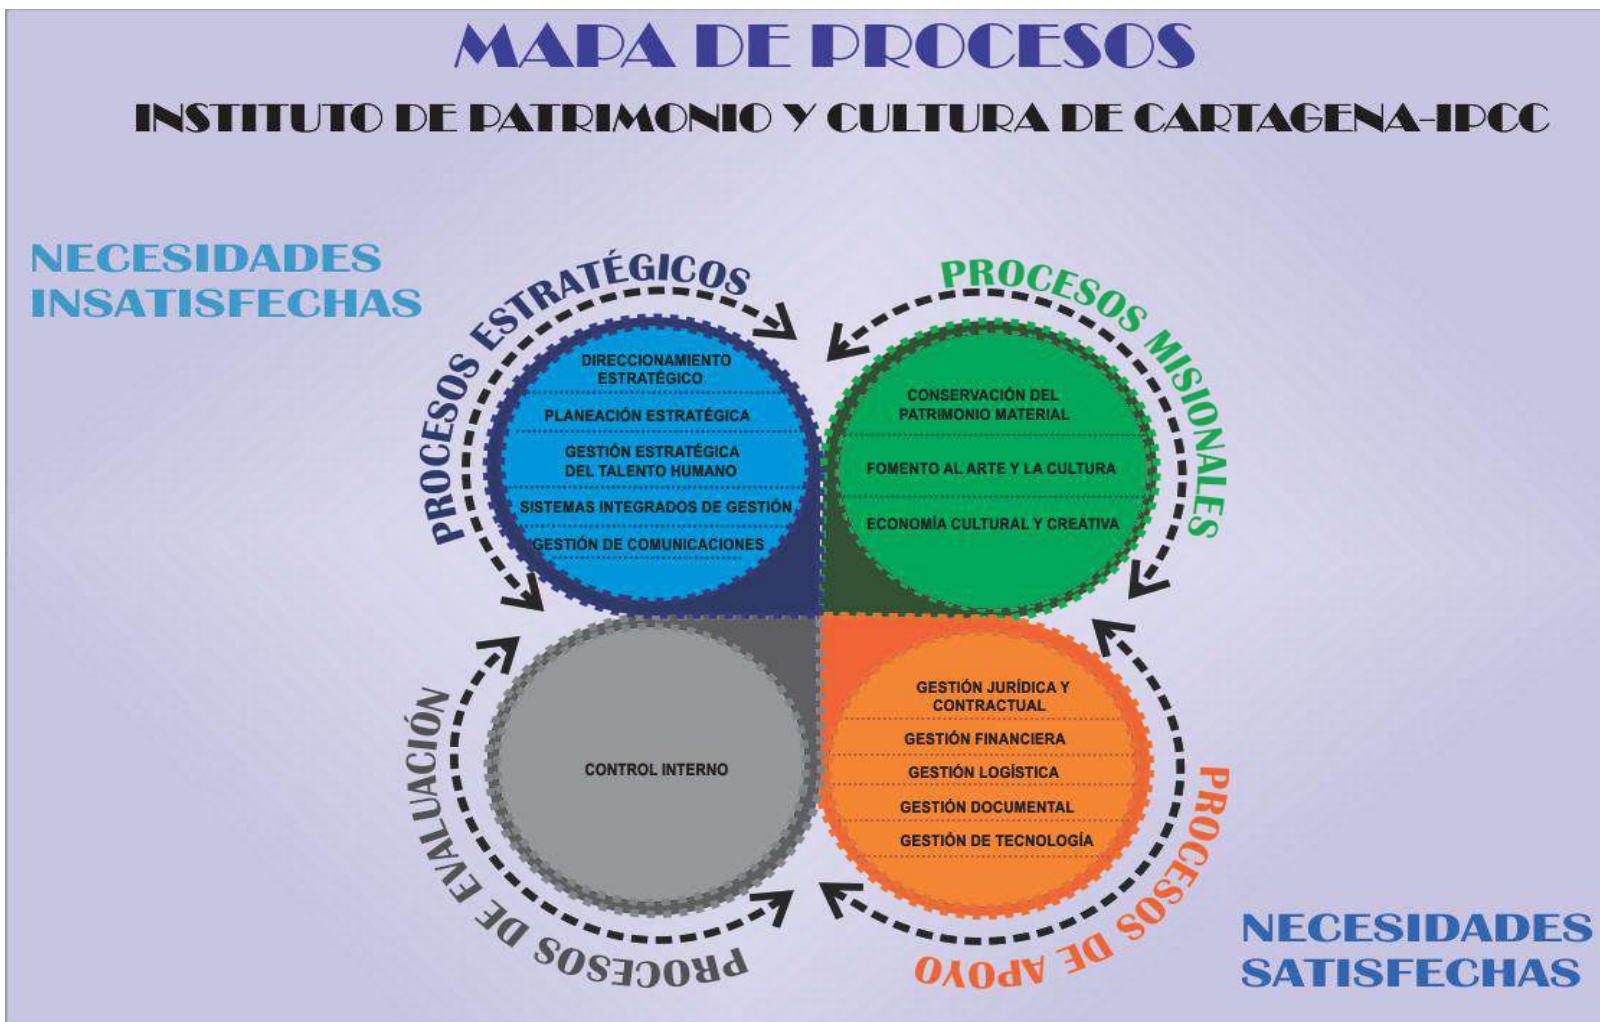 MAPA DE PROCESOS
INSTITUTO DE PATRIMONIO Y CULTURA DE CARTAGENA-IPCC
NECESIDADES
INSATISFECHAS
PROCESOS ESTRATÉGICOS
DIRECCIONAMIENTO
ESTRATÉGICO
PLANEACIÓN ESTRATÉGICA
GESTIÓN ESTRATÉGICA
DEL TALENTO HUMANO
SISTEMAS INTEGRADOS DE GESTIÓN
GESTIÓN DE COMUNICACIONES
PROCESOS MISIONALES
CONSERVACIÓN DEL
PATRIMONIO MATERIAL
FOMENTO AL ARTE Y LA CULTURA
ECONOMÍA CULTURAL Y CREATIVA
PROCESOS DE EVALUACIÓN
CONTROL INTERNO
PROCESOS DE APOYO
GESTIÓN JURÍDICA Y
CONTRACTUAL
GESTIÓN FINANCIERA
GESTIÓN LOGÍSTICA
GESTIÓN DOCUMENTAL
GESTIÓN DE TECNOLOGÍA
NECESIDADES
SATISFECHAS